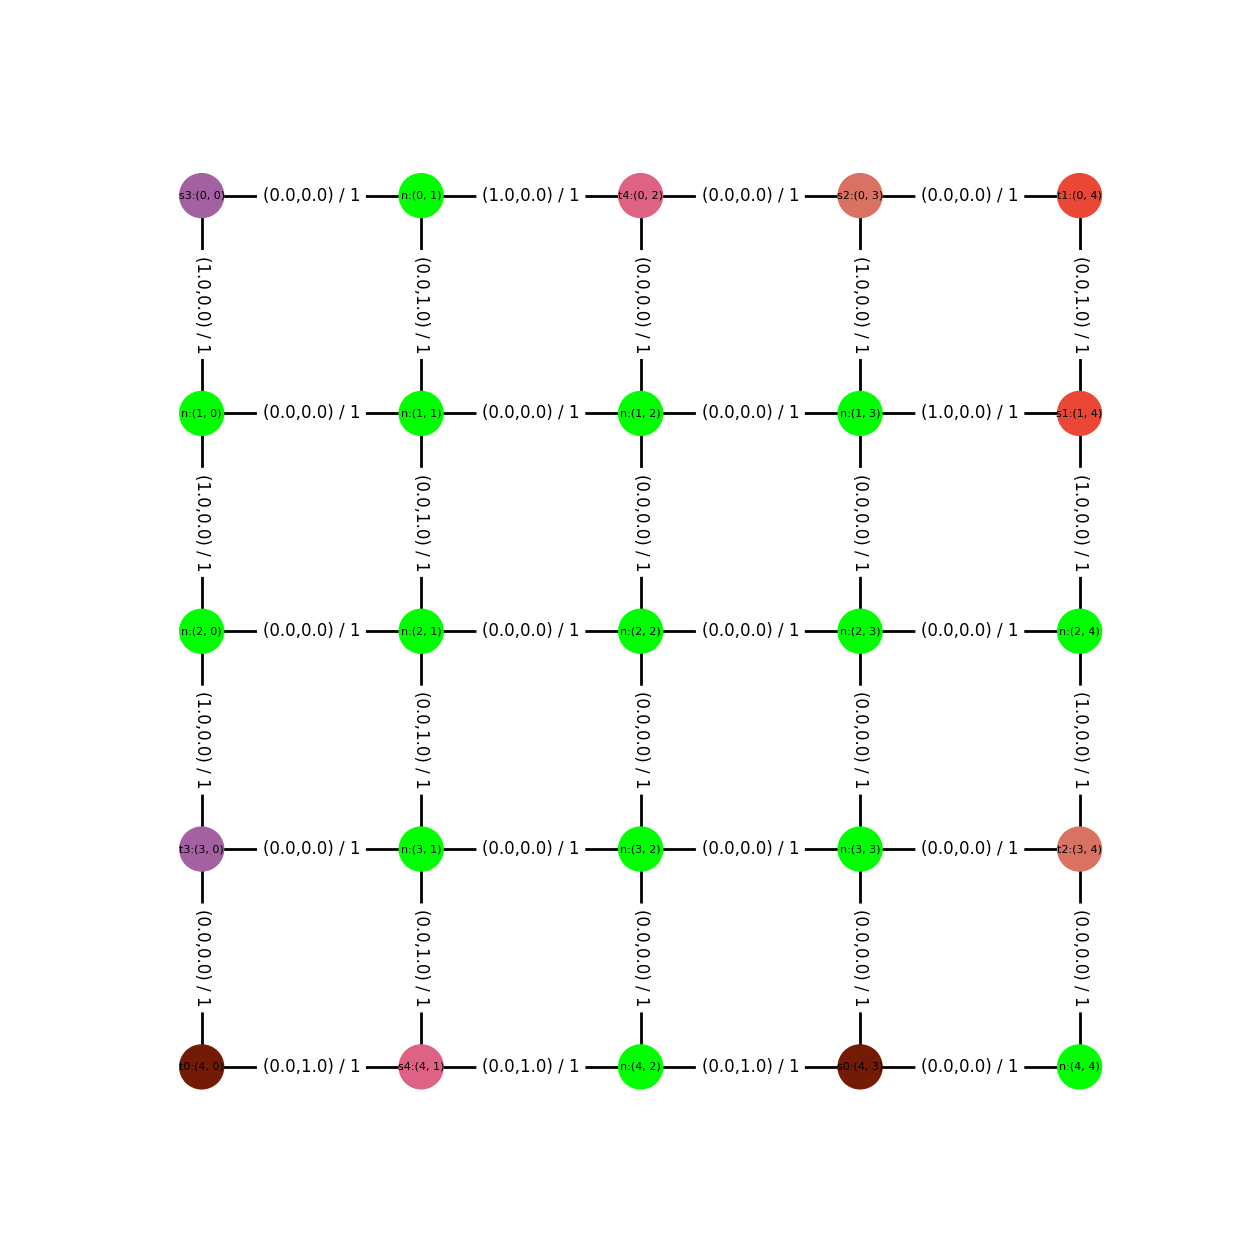 s3:(0, 0) (0.0,0.0) / 1 n:(0, 1) (1.0,0.0) / 1 t4:(0, 2) (0.0,0.0) / 1 s2:(0, 3) (0.0,0.0) / 1 t1:(0, 4)
(1.0,0.0) / 1 (0.0,1.0) / 1 (0.0,0.0) / 1 (1.0,0.0) / 1 (0.0,1.0) / 1
n:(1, 0) (0.0,0.0) / 1 n:(1, 1) (0.0,0.0) / 1 n:(1, 2) (0.0,0.0) / 1 n:(1, 3) (1.0,0.0) / 1 s1:(1, 4)
(1.0,0.0) / 1 (0.0,1.0) / 1 (0.0,0.0) / 1 (0.0,0.0) / 1 (1.0,0.0) / 1
n:(2, 0) (0.0,0.0) / 1 n:(2, 1) (0.0,0.0) / 1 n:(2, 2) (0.0,0.0) / 1 n:(2, 3) (0.0,0.0) / 1 n:(2, 4)
(1.0,0.0) / 1 (0.0,1.0) / 1 (0.0,0.0) / 1 (0.0,0.0) / 1 (1.0,0.0) / 1
t3:(3, 0) (0.0,0.0) / 1 n:(3, 1) (0.0,0.0) / 1 n:(3, 2) (0.0,0.0) / 1 n:(3, 3) (0.0,0.0) / 1 t2:(3, 4)
(0.0,0.0) / 1 (0.0,1.0) / 1 (0.0,0.0) / 1 (0.0,0.0) / 1 (0.0,0.0) / 1
t0:(4, 0) (0.0,1.0) / 1 s4:(4, 1) (0.0,1.0) / 1 n:(4, 2) (0.0,1.0) / 1 s0:(4, 3) (0.0,0.0) / 1 n:(4, 4)